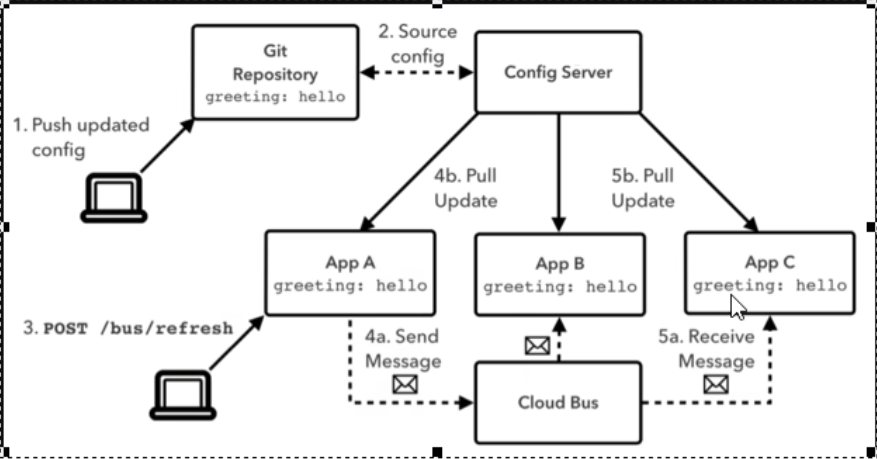 Git
Repository
greeting: hello
2. Source
config
Config Server
1. Push updated
config
4b. Pull
Update
5b. Pull
Update
App A
greeting: hello
App B
greeting: hello
App C
greeting: hello
3. POST /bus/refresh
4a. Send
Message
5a. Receive
Message
Cloud Bus